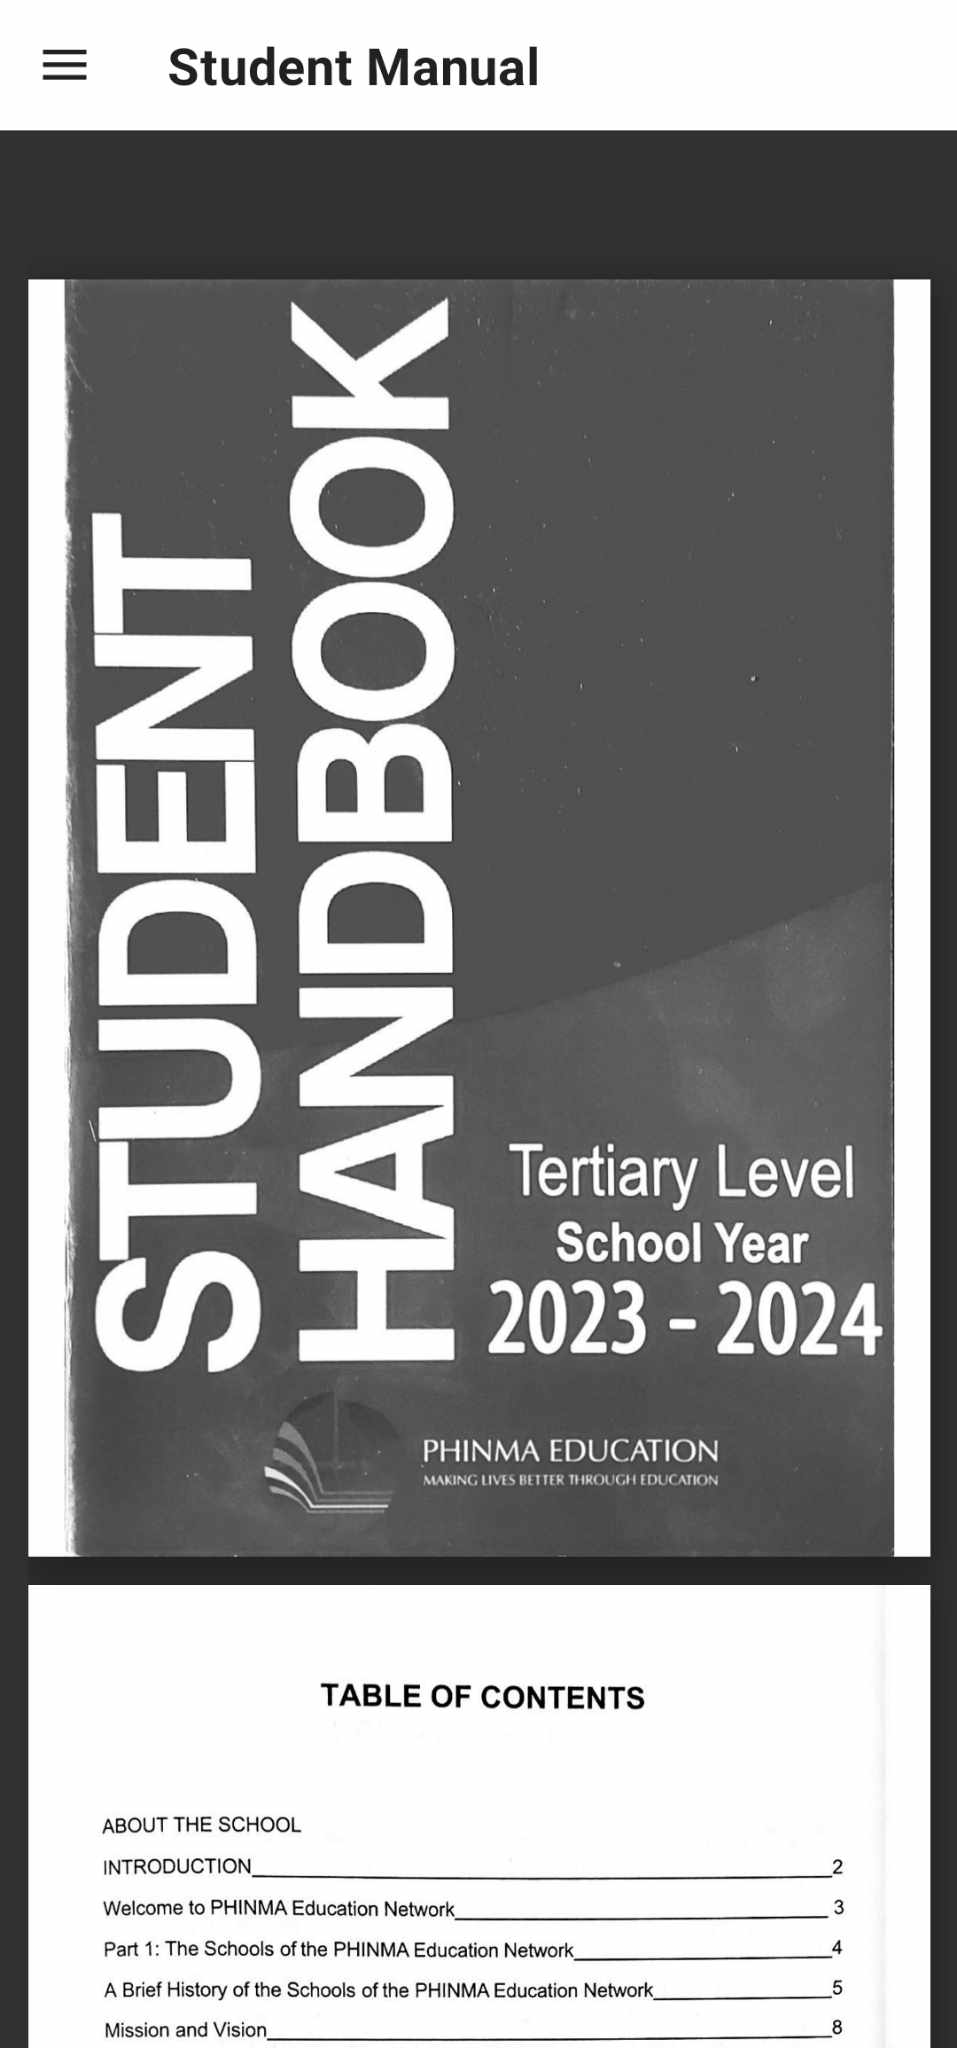 Student Manual
STUDENT
HANDBOOK
Tertiary Level
School Year
2023 - 2024
PHINMA EDUCATION
MAKING LIVES BETTER THROUGH EDUCATION
TABLE OF CONTENTS
ABOUT THE SCHOOL
INTRODUCTION 2
Welcome to PHINMA Education Network 3
Part 1: The Schools of the PHINMA Education Network 4
A Brief History of the Schools of the PHINMA Education Network 5
Mission and Vision 8